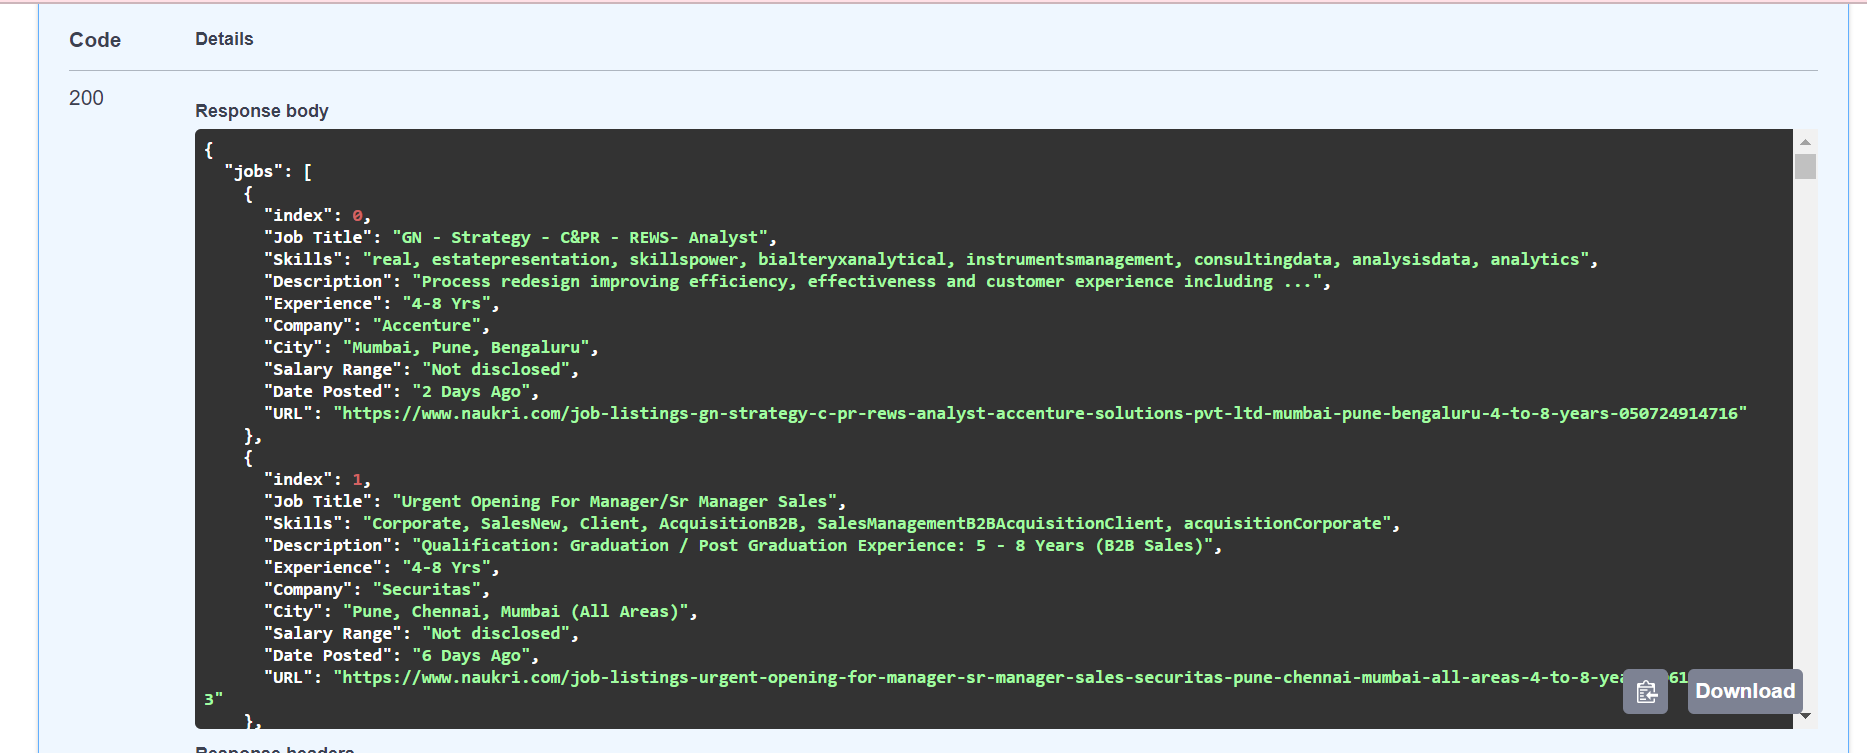 Code Details
200
Response body
{
"jobs": [
{
"index": 0,
"Job Title": "GN - Strategy - C&PR - REWS- Analyst",
"Skills": "real, estatepresentation, skillspower, bialteryxanalytical, instrumentsmanagement, consultingdata, analysisdata, analytics",
"Description": "Process redesign improving efficiency, effectiveness and customer experience including ...",
"Experience": "4-8 Yrs",
"Company": "Accenture",
"City": "Mumbai, Pune, Bengaluru",
"Salary Range": "Not disclosed",
"Date Posted": "2 Days Ago",
"URL": "https://www.naukri.com/job-listings-gn-strategy-c-pr-rews-analyst-accenture-solutions-pvt-ltd-mumbai-pune-bengaluru-4-to-8-years-050724914716"
},
{
"index": 1,
"Job Title": "Urgent Opening For Manager/Sr Manager Sales",
"Skills": "Corporate, SalesNew, Client, AcquisitionB2B, SalesManagementB2BAcquisitionClient, acquisitionCorporate",
"Description": "Qualification: Graduation / Post Graduation Experience: 5 - 8 Years (B2B Sales)",
"Experience": "4-8 Yrs",
"Company": "Securitas",
"City": "Pune, Chennai, Mumbai (All Areas)",
"Salary Range": "Not disclosed",
"Date Posted": "6 Days Ago",
"URL": "https://www.naukri.com/job-listings-urgent-opening-for-manager-sr-manager-sales-securitas-pune-chennai-mumbai-all-areas-4-to-8-yea
3"
},
Download
Response headers